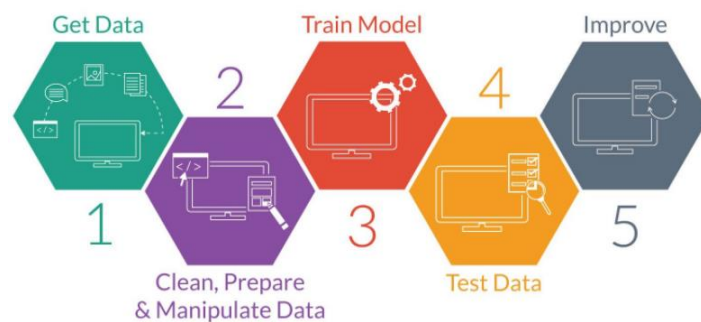 Get Data
Train Model
Improve
2
4
</>
</>
1
3
5
Clean, Prepare
& Manipulate Data
Test Data